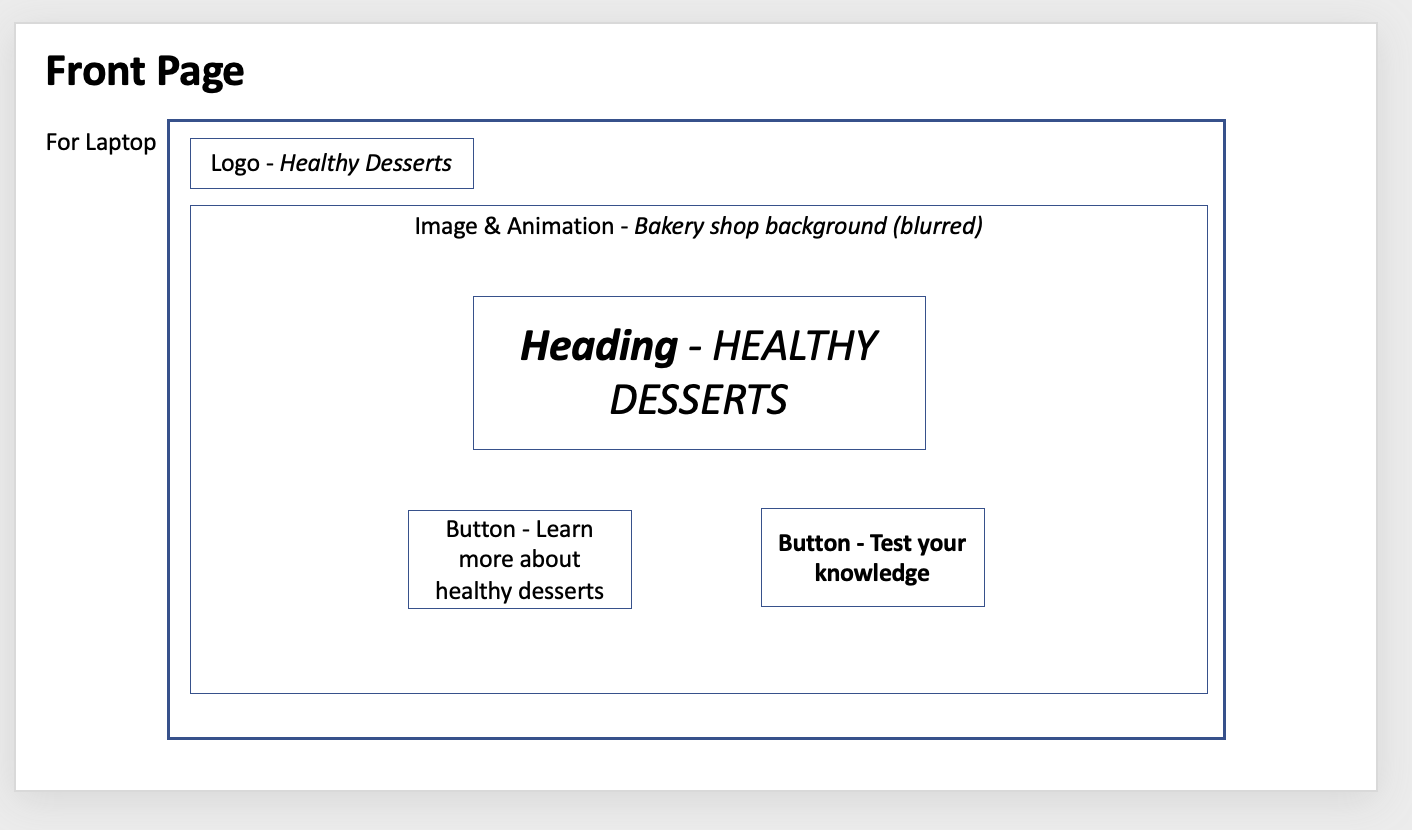 Front Page
For Laptop
Logo - Healthy Desserts
Image & Animation - Bakery shop background (blurred)
Heading - HEALTHY
DESSERTS
Button - Learn
more about
healthy desserts
Button - Test your
knowledge